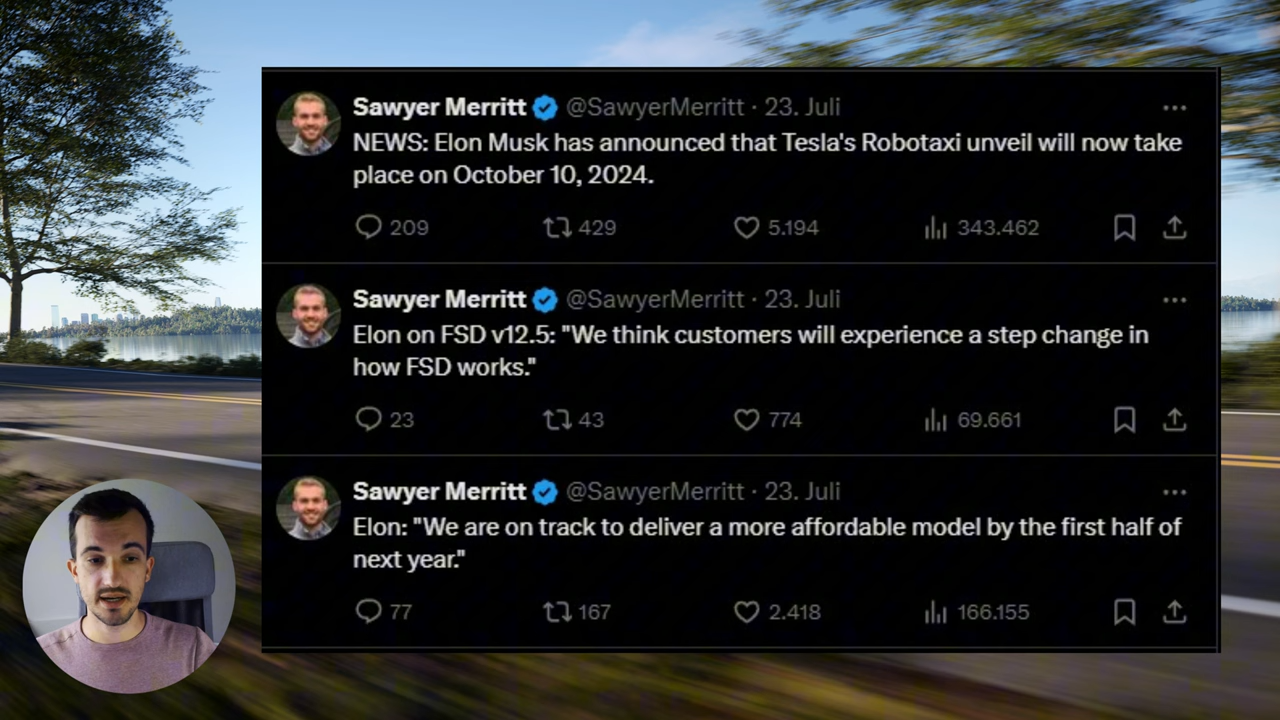 Sawyer Merritt @SawyerMerritt · 23. Juli
NEWS: Elon Musk has announced that Tesla's Robotaxi unveil will now take
place on October 10, 2024.
209 429 5.194 343.462
Sawyer Merritt @SawyerMerritt · 23. Juli
Elon on FSD v12.5: "We think customers will experience a step change in
how FSD works."
23 43 774 69.661
Sawyer Merritt @SawyerMerritt · 23. Juli
Elon: "We are on track to deliver a more affordable model by the first half of
next year."
77 167 2.418 166.155